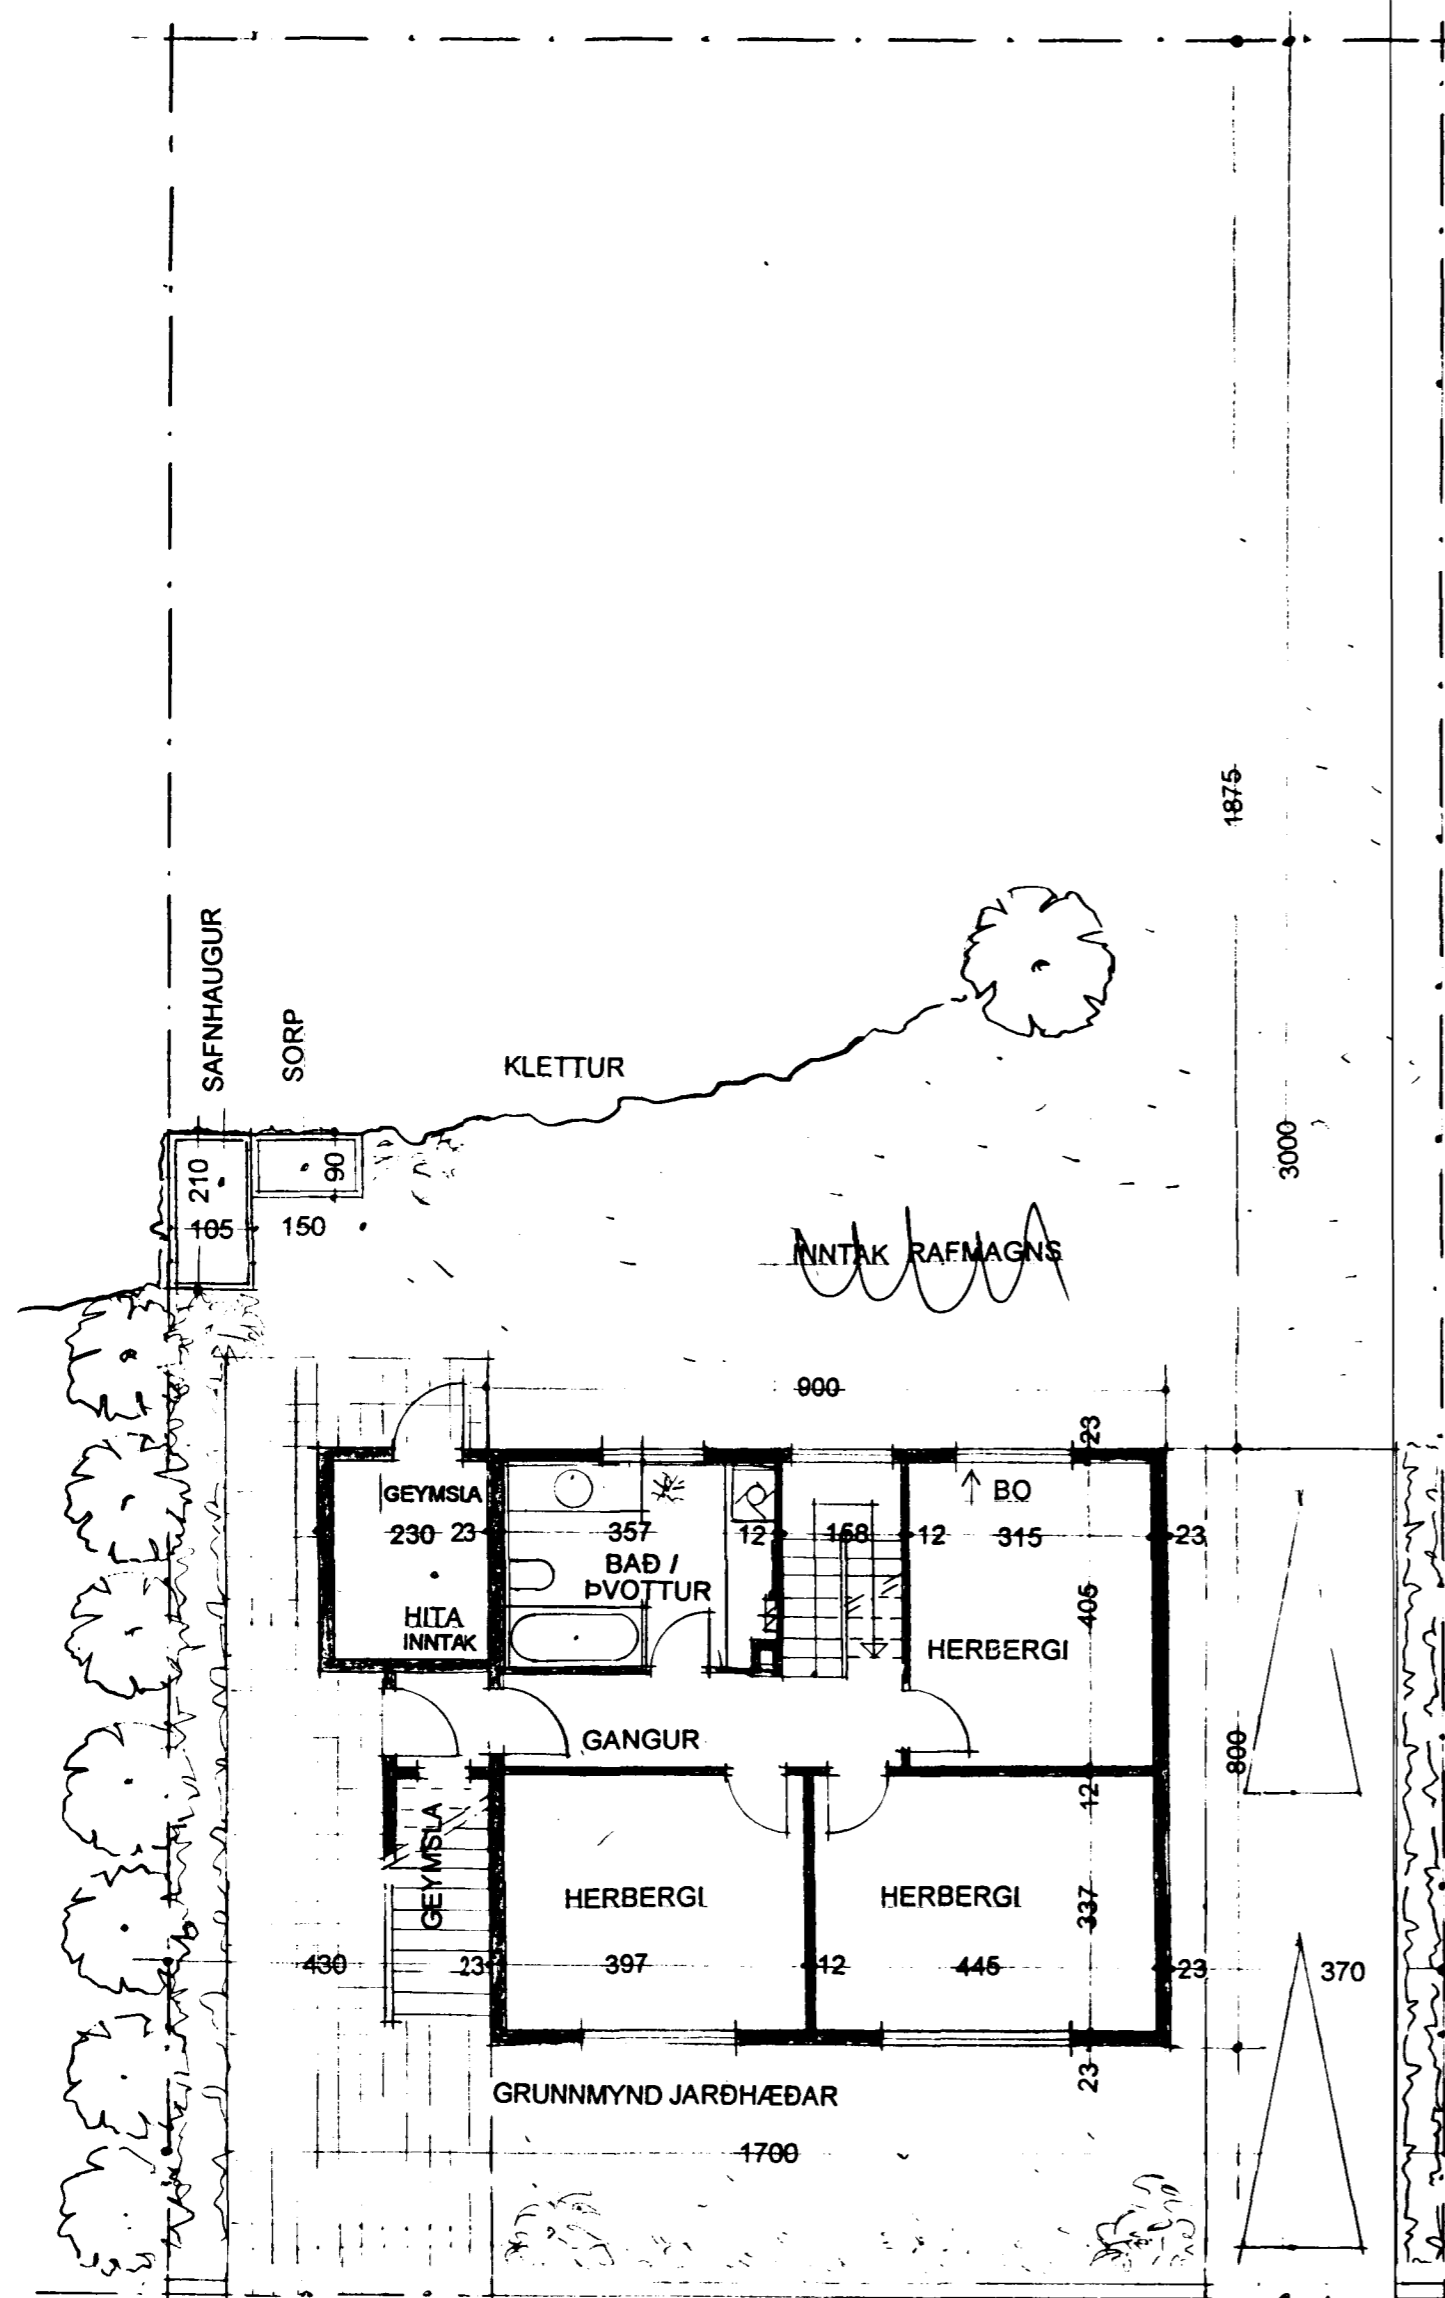 1875
SAFNHAUGUR
SORP
KLETTUR
3000
210
90
105
150
INNTAK RAFMAGNS
900
23
GEYMSLA
BO
230
23
357
12
158
12
315
23
BAÐ /
ÞVOTTUR
405
HITA
INNTAK
HERBERGI
GANGUR
800
12
GEYMSLA
HERBERGI
HERBERGI
337
430
23
397
12
445
23
370
23
GRUNNMYND JARÐHÆÐAR
1700